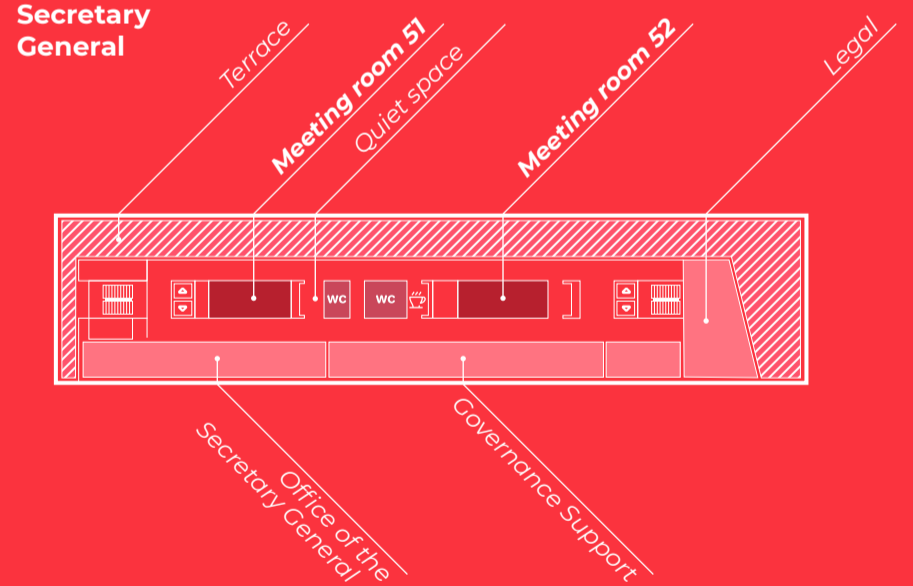 Secretary
General
Terrace
Meeting room 51
Quiet space
Meeting room 52
Legal
WC
WC
Office of the
Secretary General
Governance Support